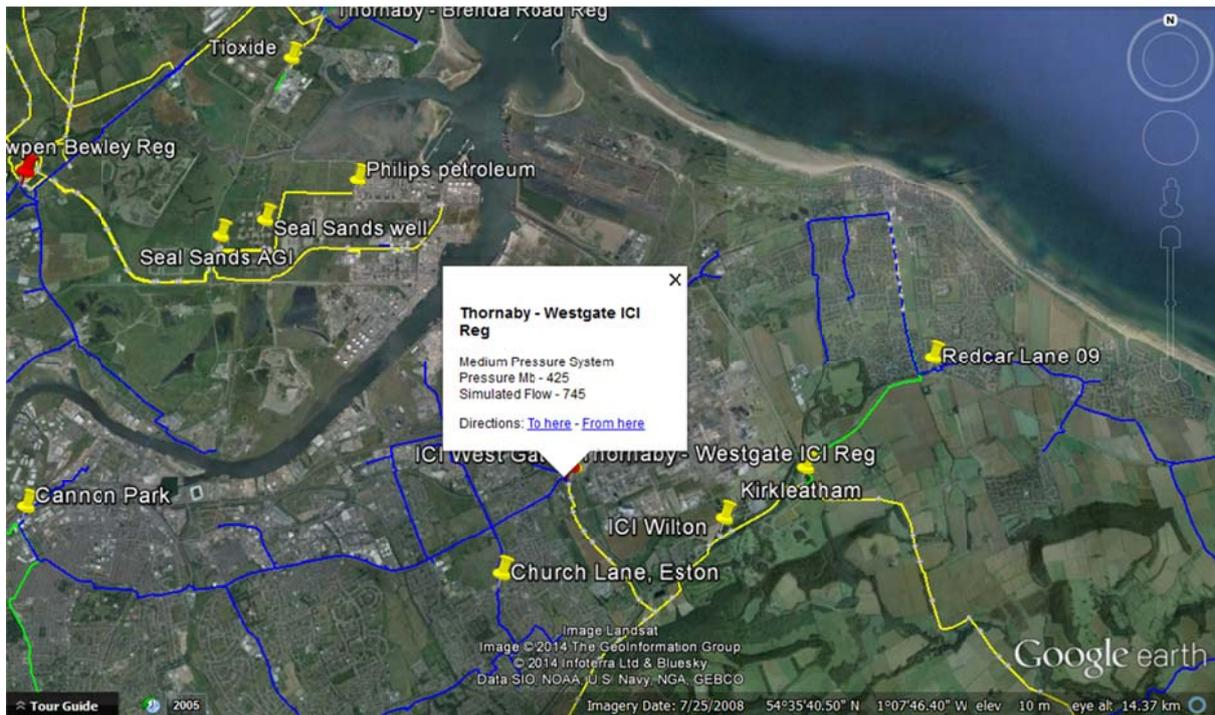 Thornaby - Brenda Road Reg
N
Tioxide
wpen Bewley Reg
Philips petroleum
Seal Sands well
Seal Sands AGI
Thornaby - Westgate ICI
Reg
Medium Pressure System
Pressure Mb - 425
Simulated Flow - 745
Directions: To here - From here
Redcar Lane 09
ICI West Ga
Thornaby - Westgate ICI Reg
Kirkleatham
Cannon Park
ICI Wilton
Church Lane, Eston
Image Landsat
Image © 2014 The GeoInformation Group
© 2014 Infoterra Ltd & Bluesky
Data SIO, NOAA, U.S. Navy, NGA, GEBCO
Google earth
Tour Guide
2005
Imagery Date: 7/25/2008 54°35'40.50" N 1°07'46.40" W elev 10 m eye alt 14.37 km